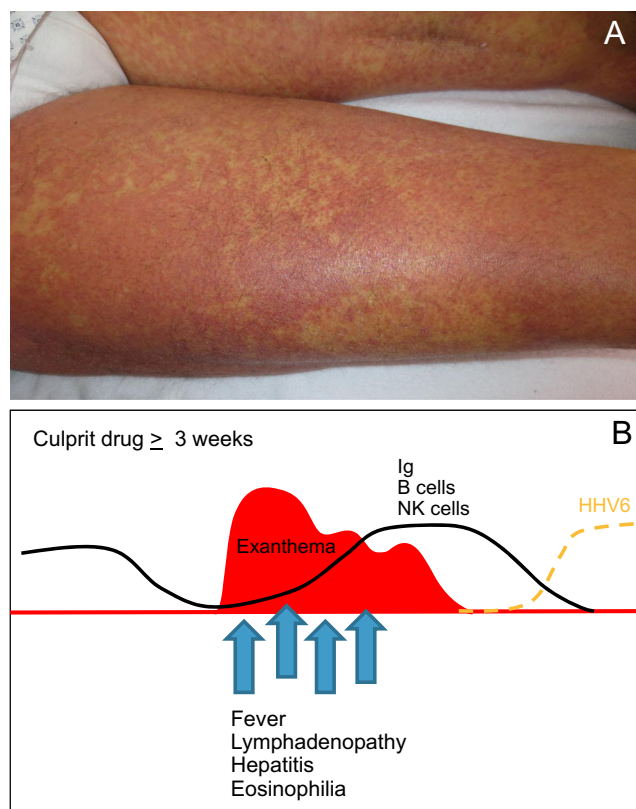 A
B
Culprit drug ≥ 3 weeks
Ig
B cells
NK cells
HHV6
Exanthema
Fever
Lymphadenopathy
Hepatitis
Eosinophilia